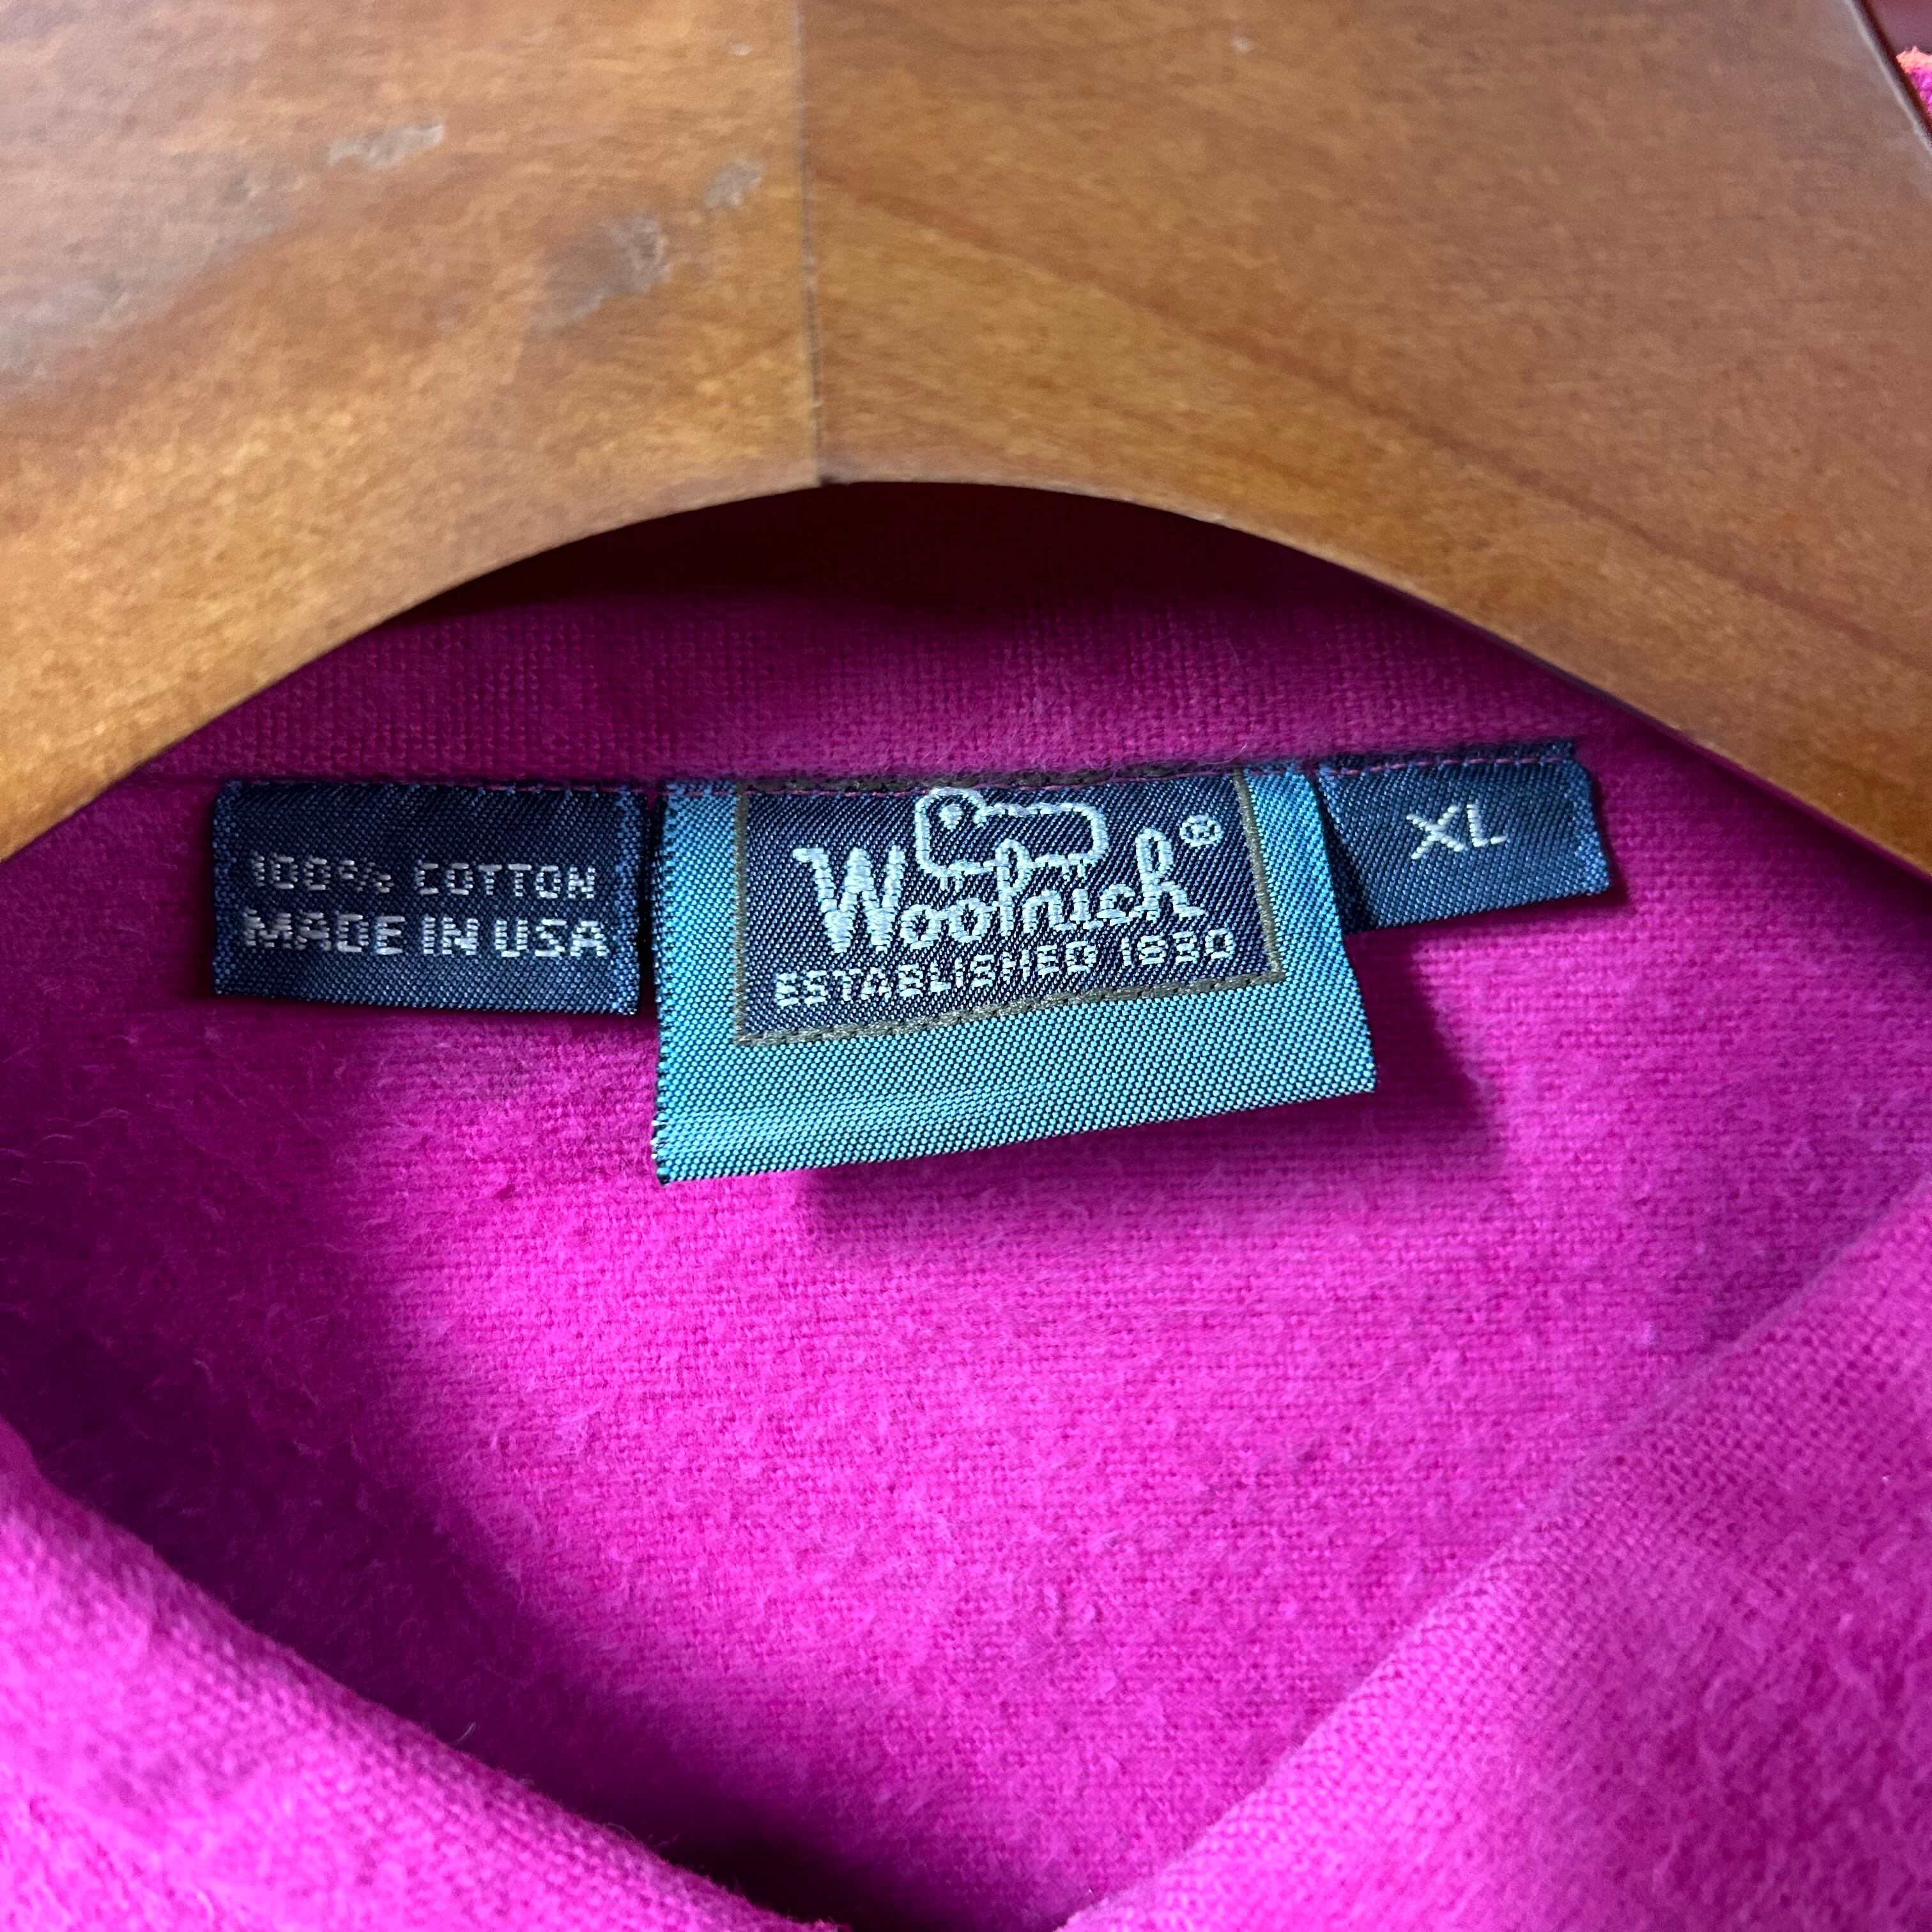 100% COTTON
MADE IN USA
Woolrich®
ESTABLISHED 1830
XL